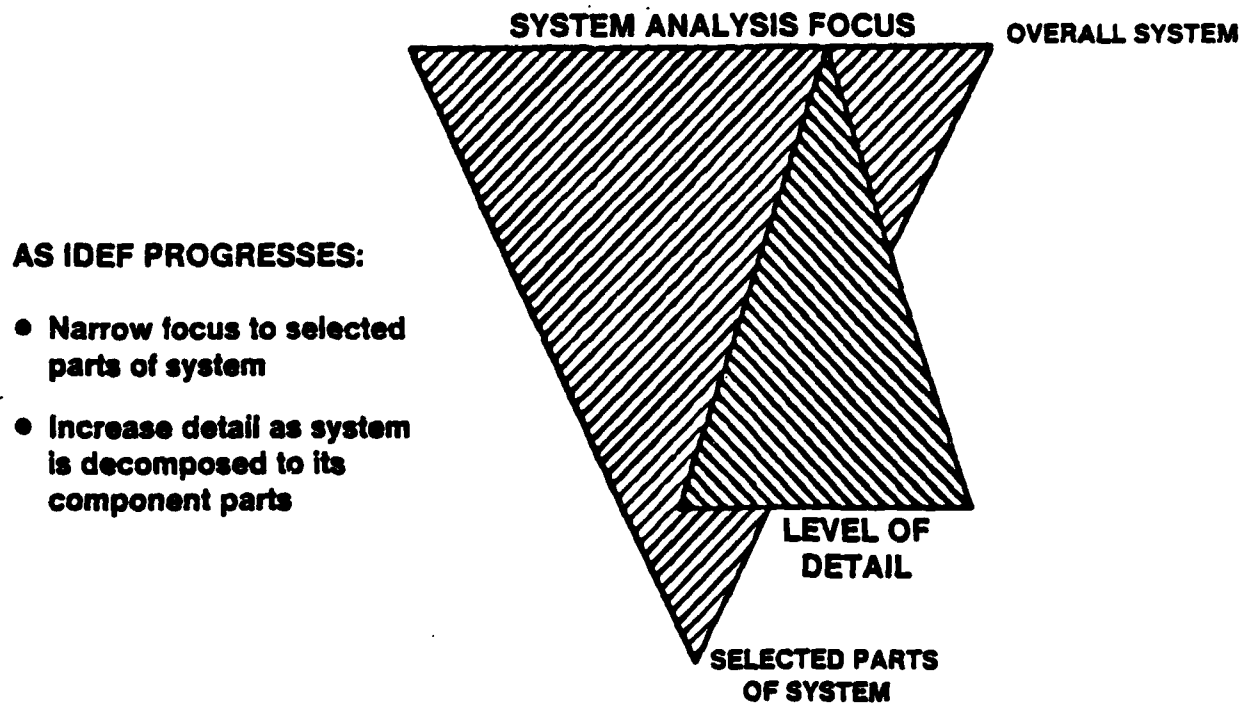 SYSTEM ANALYSIS FOCUS
OVERALL SYSTEM
AS IDEF PROGRESSES:
● Narrow focus to selected
parts of system
● Increase detail as system
is decomposed to its
component parts
LEVEL OF
DETAIL
SELECTED PARTS
OF SYSTEM